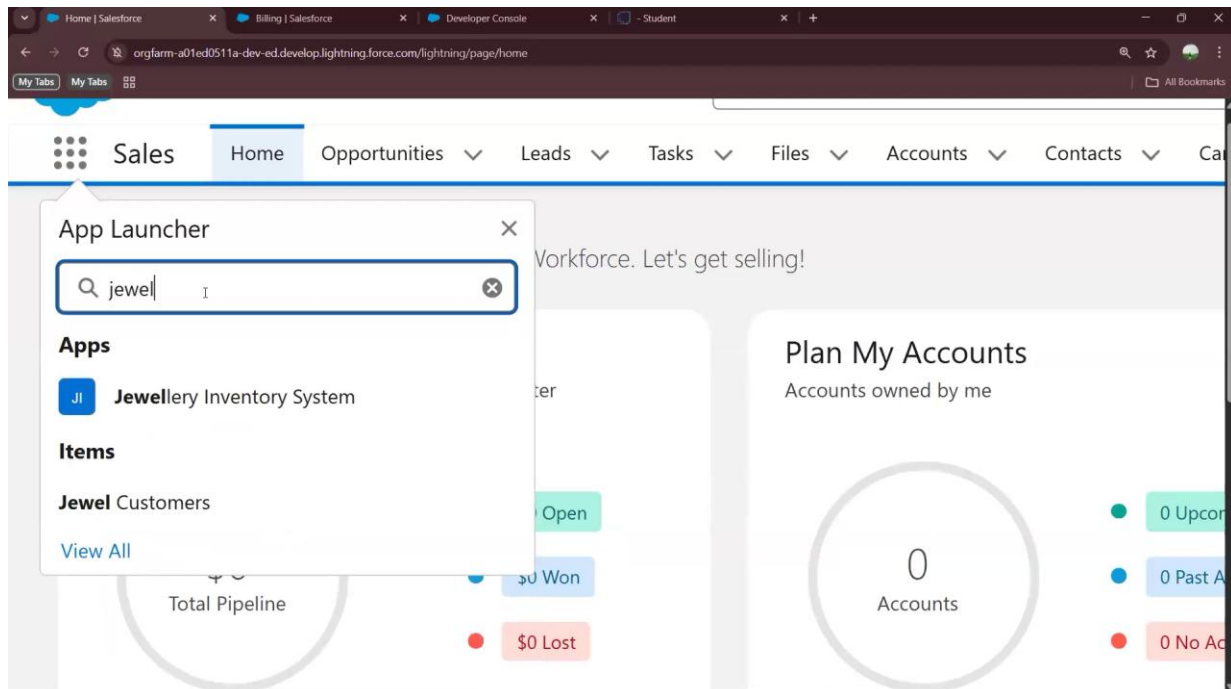 Home | Salesforce
Billing | Salesforce
Developer Console
- Student
orgfarm-a01ed0511a-dev-ed.develop.lightning.force.com/lightning/page/home
My Tabs
My Tabs
All Bookmarks
Sales
Home
Opportunities
Leads
Tasks
Files
Accounts
Contacts
App Launcher
Workforce. Let's get selling!
jewel
Apps
Plan My Accounts
JI
Jewellery Inventory System
Accounts owned by me
Items
Jewel Customers
Open
View All
0
$0 Won
0 Past A
Total Pipeline
Accounts
$0 Lost
0 No Ac